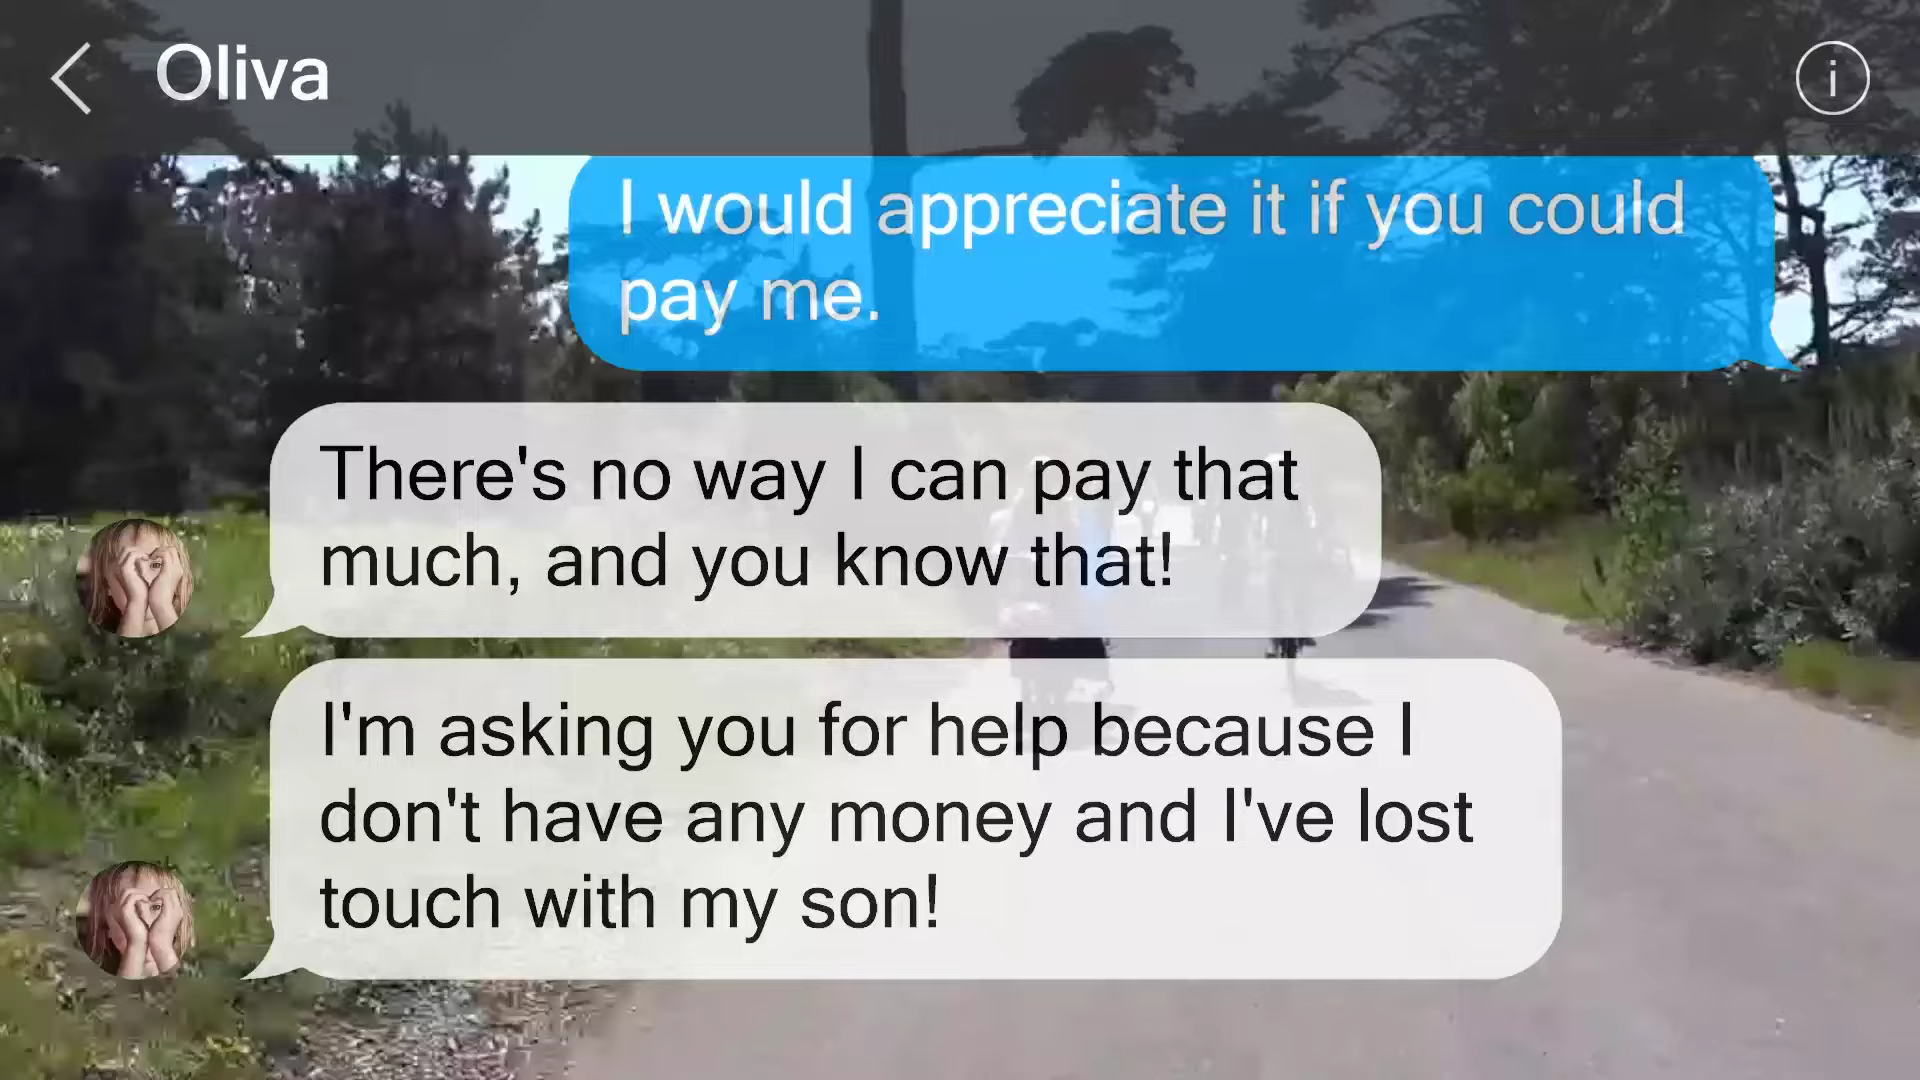 Oliva
I would appreciate it if you could
pay me.
There's no way I can pay that
much, and you know that!
I'm asking you for help because I
don't have any money and I've lost
touch with my son!